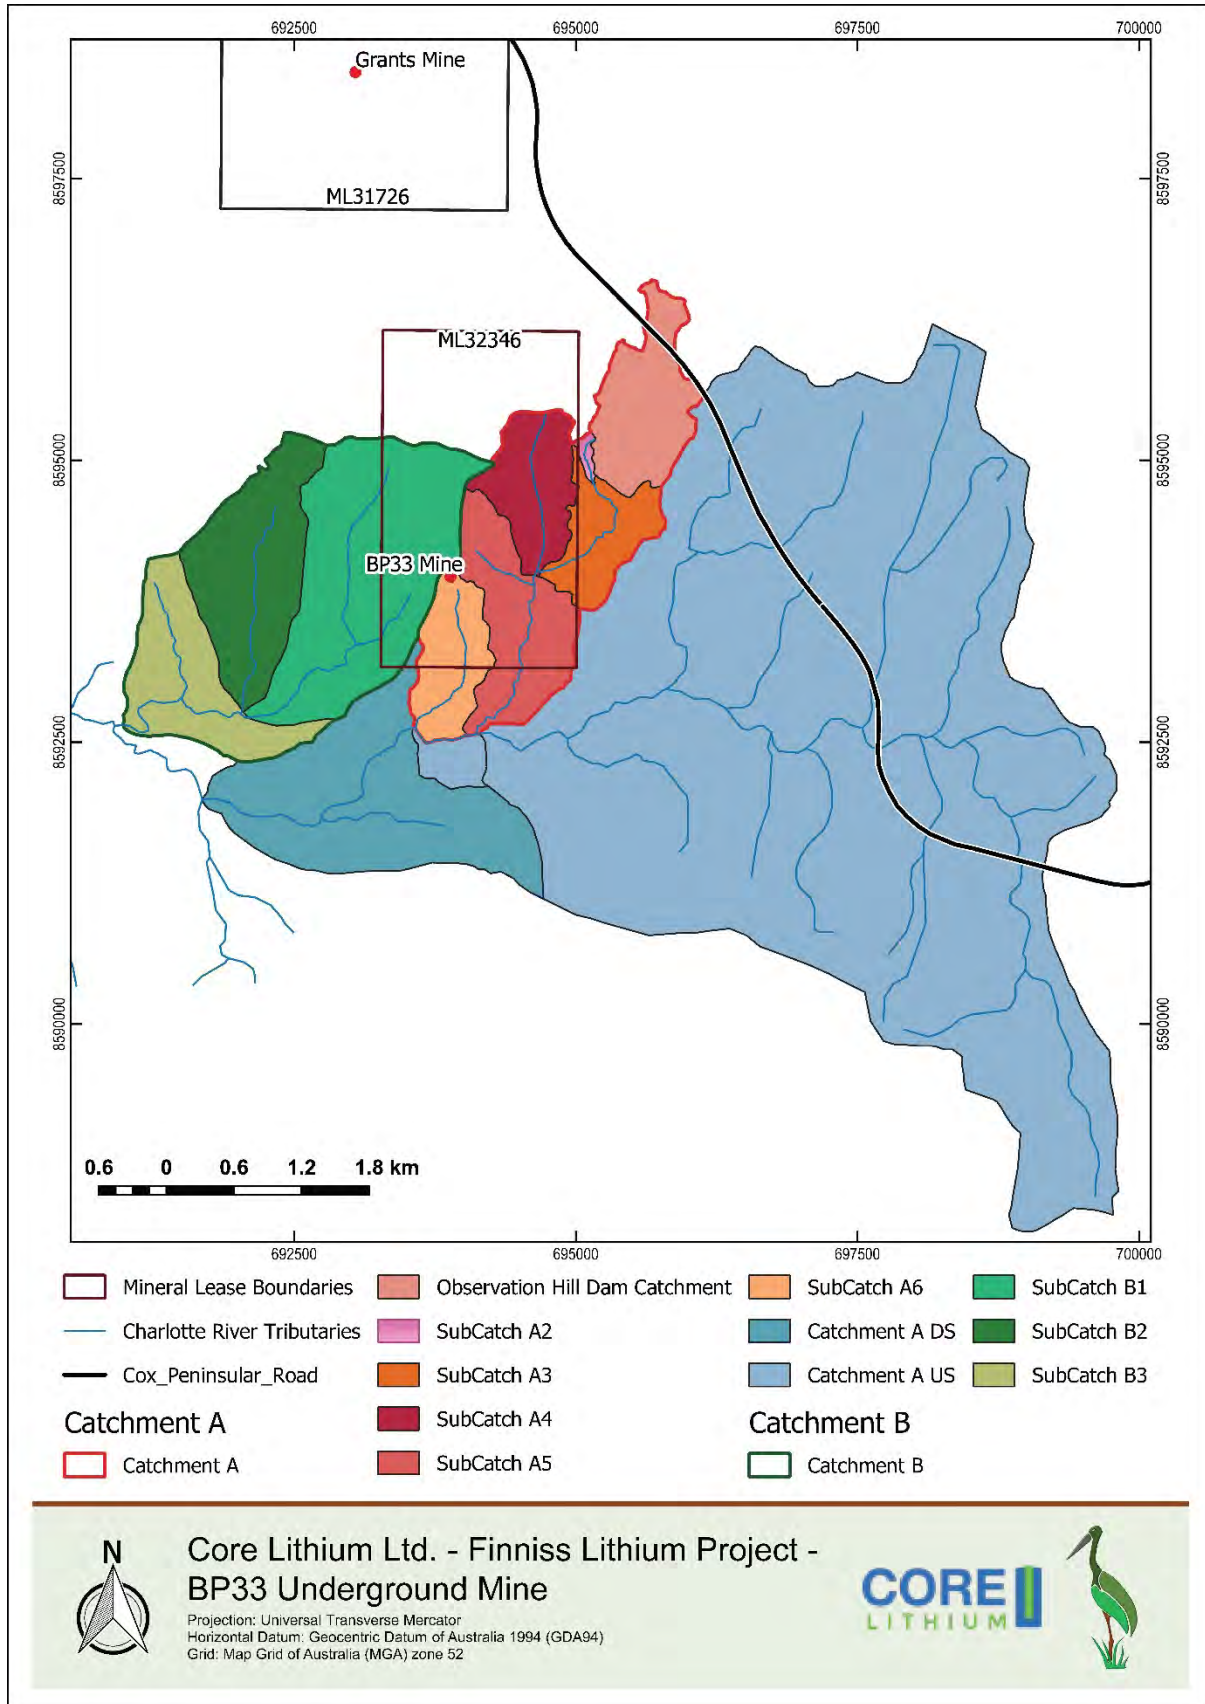 692500 695000 697500 700000
Grants Mine
8597500 8597500
ML31726
ML32346
8595000 8595000
BP33 Mine
8592500 8592500
8590000 8590000
0.6 0 0.6 1.2 1.8 km
692500 695000 697500 700000
Mineral Lease Boundaries
Charlotte River Tributaries
Cox_Peninsular_Road
Catchment A
Catchment A
Observation Hill Dam Catchment
SubCatch A2
SubCatch A3
SubCatch A4
SubCatch A5
SubCatch A6
Catchment A DS
Catchment A US
Catchment B
Catchment B
SubCatch B1
SubCatch B2
SubCatch B3
N
Core Lithium Ltd. - Finniss Lithium Project -
BP33 Underground Mine
Projection: Universal Transverse Mercator
Horizontal Datum: Geocentric Datum of Australia 1994 (GDA94)
Grid: Map Grid of Australia (MGA) zone 52
CORE
LITHIUM